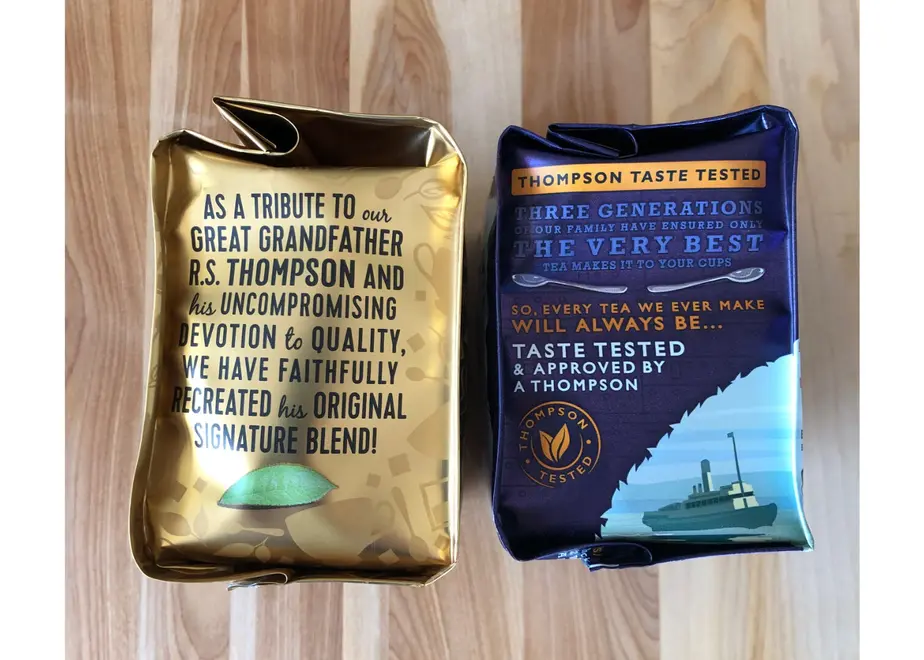 AS A TRIBUTE TO our
GREAT GRANDFATHER
R.S. THOMPSON AND
his UNCOMPROMISING
DEVOTION to QUALITY,
WE HAVE FAITHFULLY
RECREATED his ORIGINAL
SIGNATURE BLEND!
THOMPSON TASTE TESTED
THREE GENERATIONS
OF OUR FAMILY HAVE ENSURED ONLY
THE VERY BEST
TEA MAKES IT TO YOUR CUPS
SO, EVERY TEA WE EVER MAKE
WILL ALWAYS BE...
TASTE TESTED
& APPROVED BY
A THOMPSON
THOMPSON
TESTED